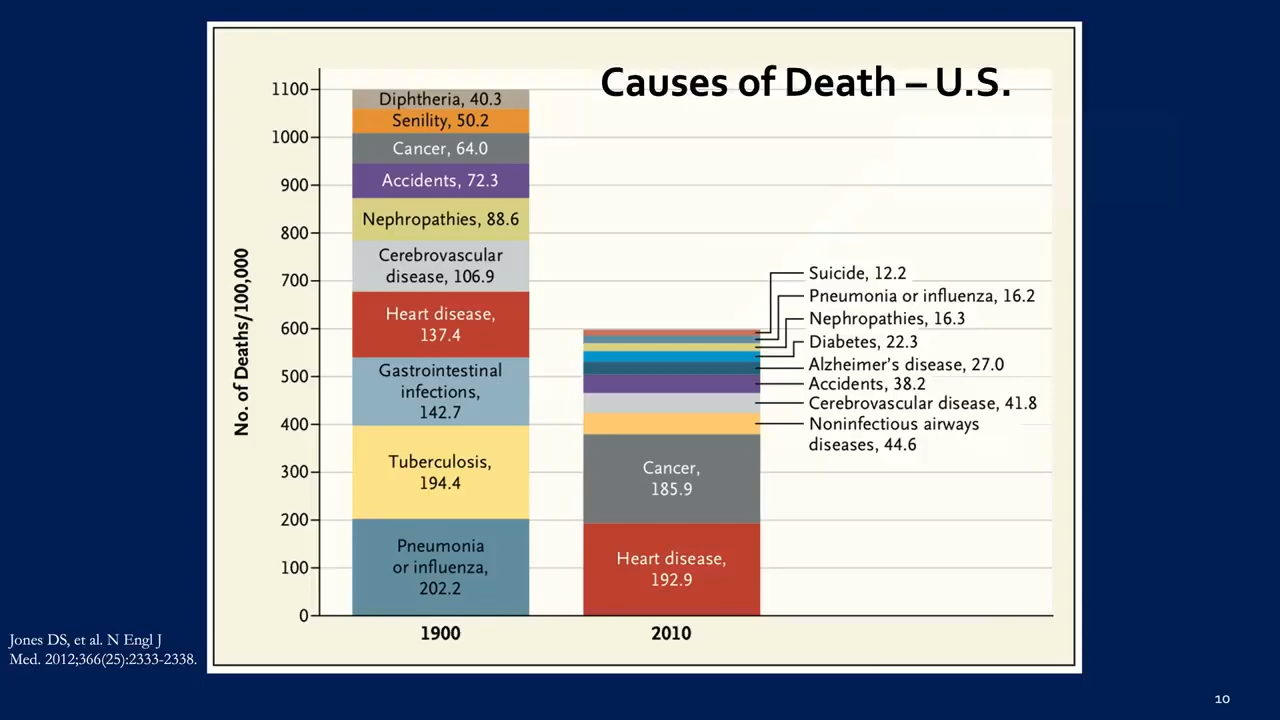 Causes of Death – U.S.
No. of Deaths/100,000
1100
1000
900
800
700
600
500
400
300
200
100
0
Diphtheria, 40.3
Senility, 50.2
Cancer, 64.0
Accidents, 72.3
Nephropathies, 88.6
Cerebrovascular
disease, 106.9
Heart disease,
137.4
Gastrointestinal
infections,
142.7
Tuberculosis,
194.4
Pneumonia
or influenza,
202.2
1900
Suicide, 12.2
Pneumonia or influenza, 16.2
Nephropathies, 16.3
Diabetes, 22.3
Alzheimer’s disease, 27.0
Accidents, 38.2
Cerebrovascular disease, 41.8
Noninfectious airways
diseases, 44.6
Cancer,
185.9
Heart disease,
192.9
2010
Jones DS, et al. N Engl J
Med. 2012;366(25):2333-2338.
10